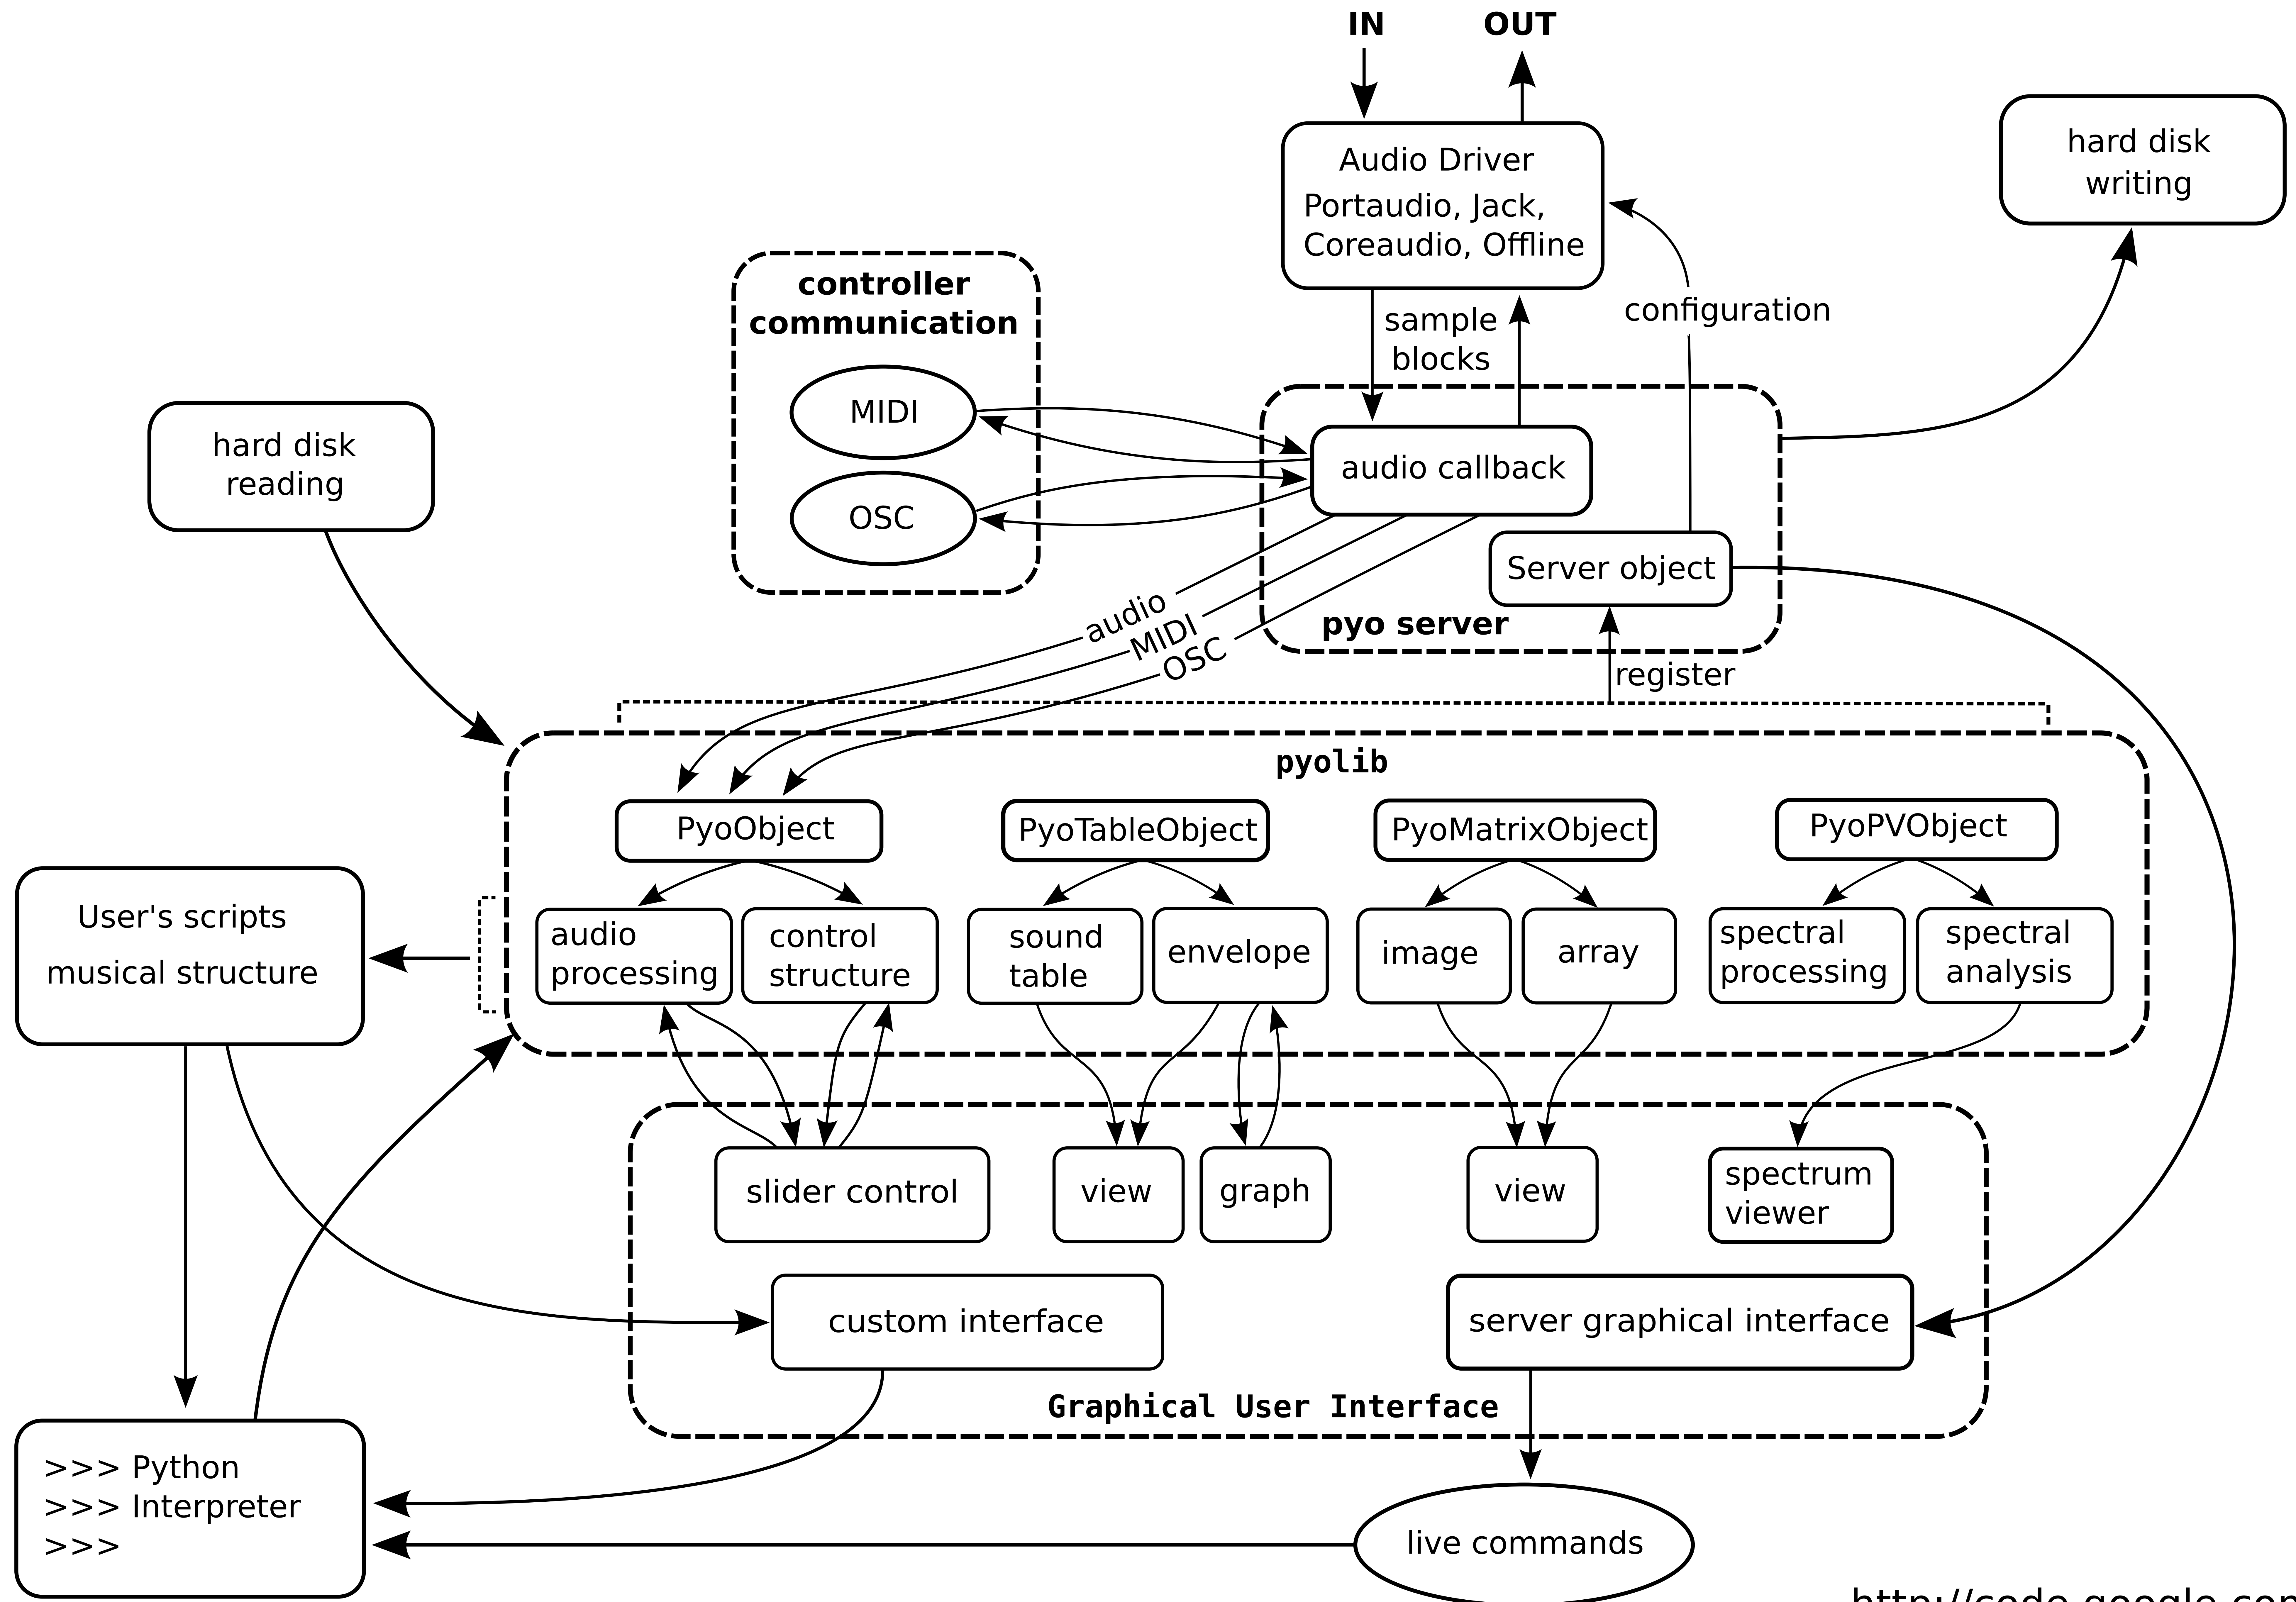 IN
OUT
Audio Driver
Portaudio, Jack,
Coreaudio, Offline
hard disk
writing
controller
communication
MIDI
OSC
sample
blocks
configuration
hard disk
reading
audio callback
Server object
pyo server
audio
MIDI
OSC
register
pyolib
PyoObject
PyoTableObject
PyoMatrixObject
PyoPVObject
User's scripts
musical structure
audio
processing
control
structure
sound
table
envelope
image
array
spectral
processing
spectral
analysis
slider control
view
graph
view
spectrum
viewer
custom interface
server graphical interface
Graphical User Interface
>>> Python
>>> Interpreter
>>>
live commands